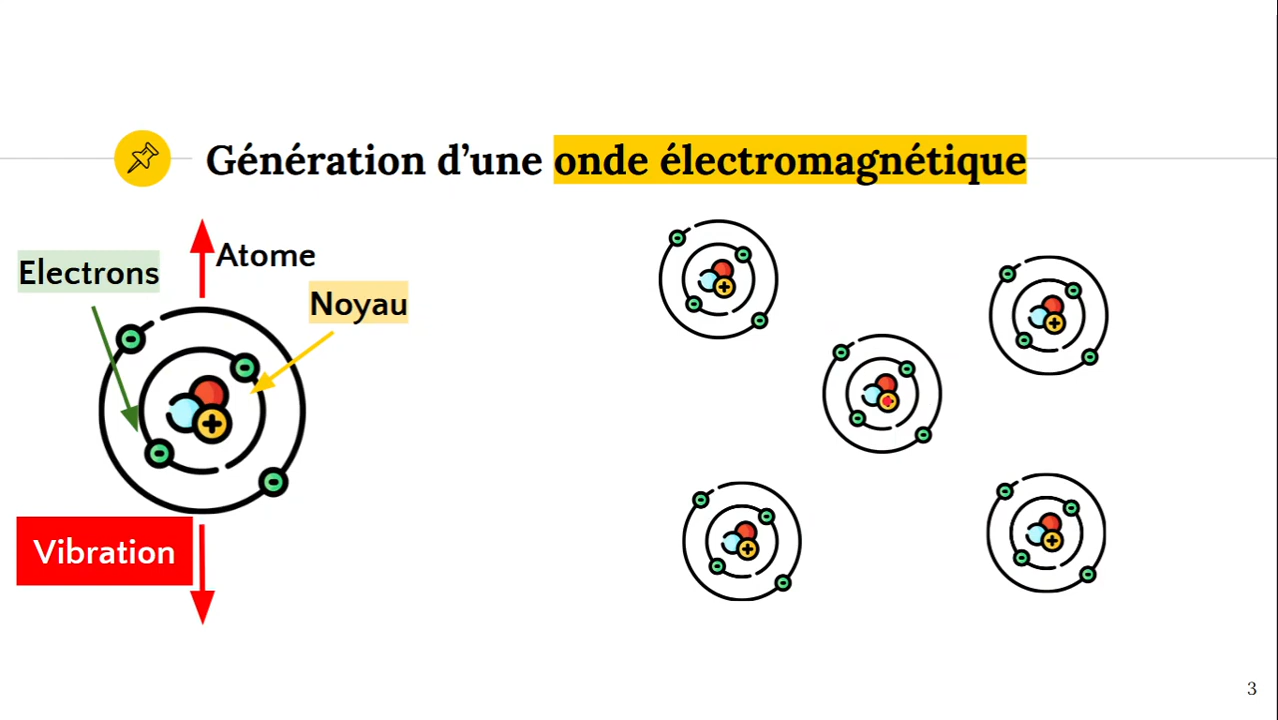 Génération d’une onde électromagnétique
Electrons
Atome
Noyau
Vibration
3